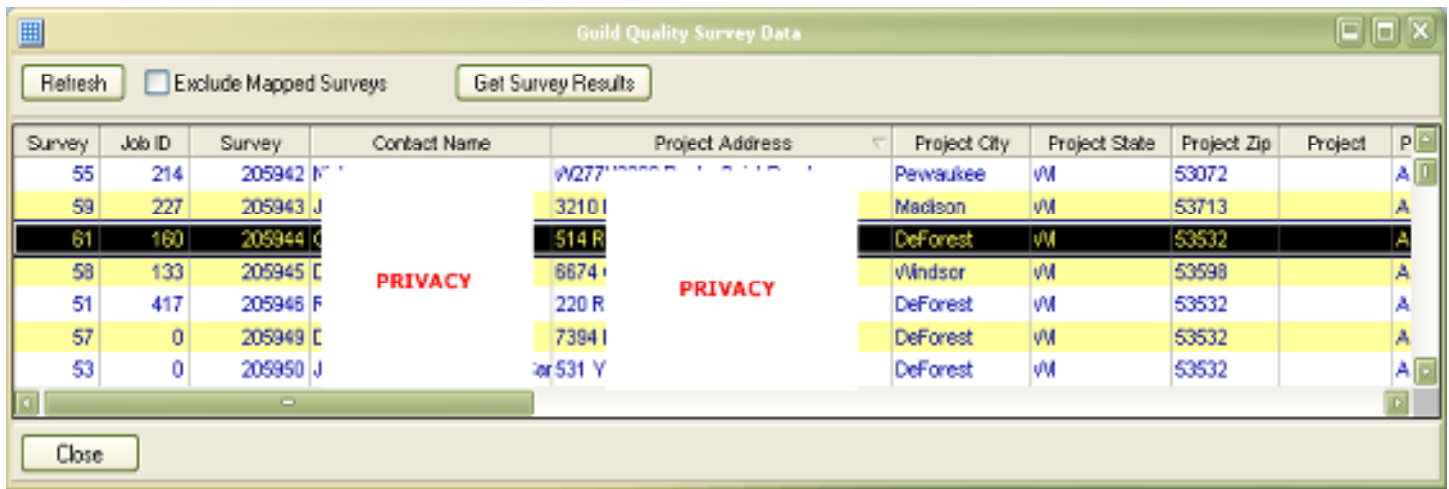 Guild Quality Survey Data
Refresh Exclude Mapped Surveys Get Survey Results
Survey Job ID Survey Contact Name Project Address Project City Project State Project Zip Project P
55 214 205942 Pewaukee WI 53072 A
59 227 205943 J 3210 Madison WI 53713 A
61 160 205944 514 R DeForest WI 53532 A
58 133 205945 D 6674 Windsor WI 53598 A
51 417 205946 R 220 R DeForest WI 53532 A
57 0 205949 D 7394 DeForest WI 53532 A
53 0 205950 J 531 Y DeForest WI 53532 A
PRIVACY PRIVACY
Close